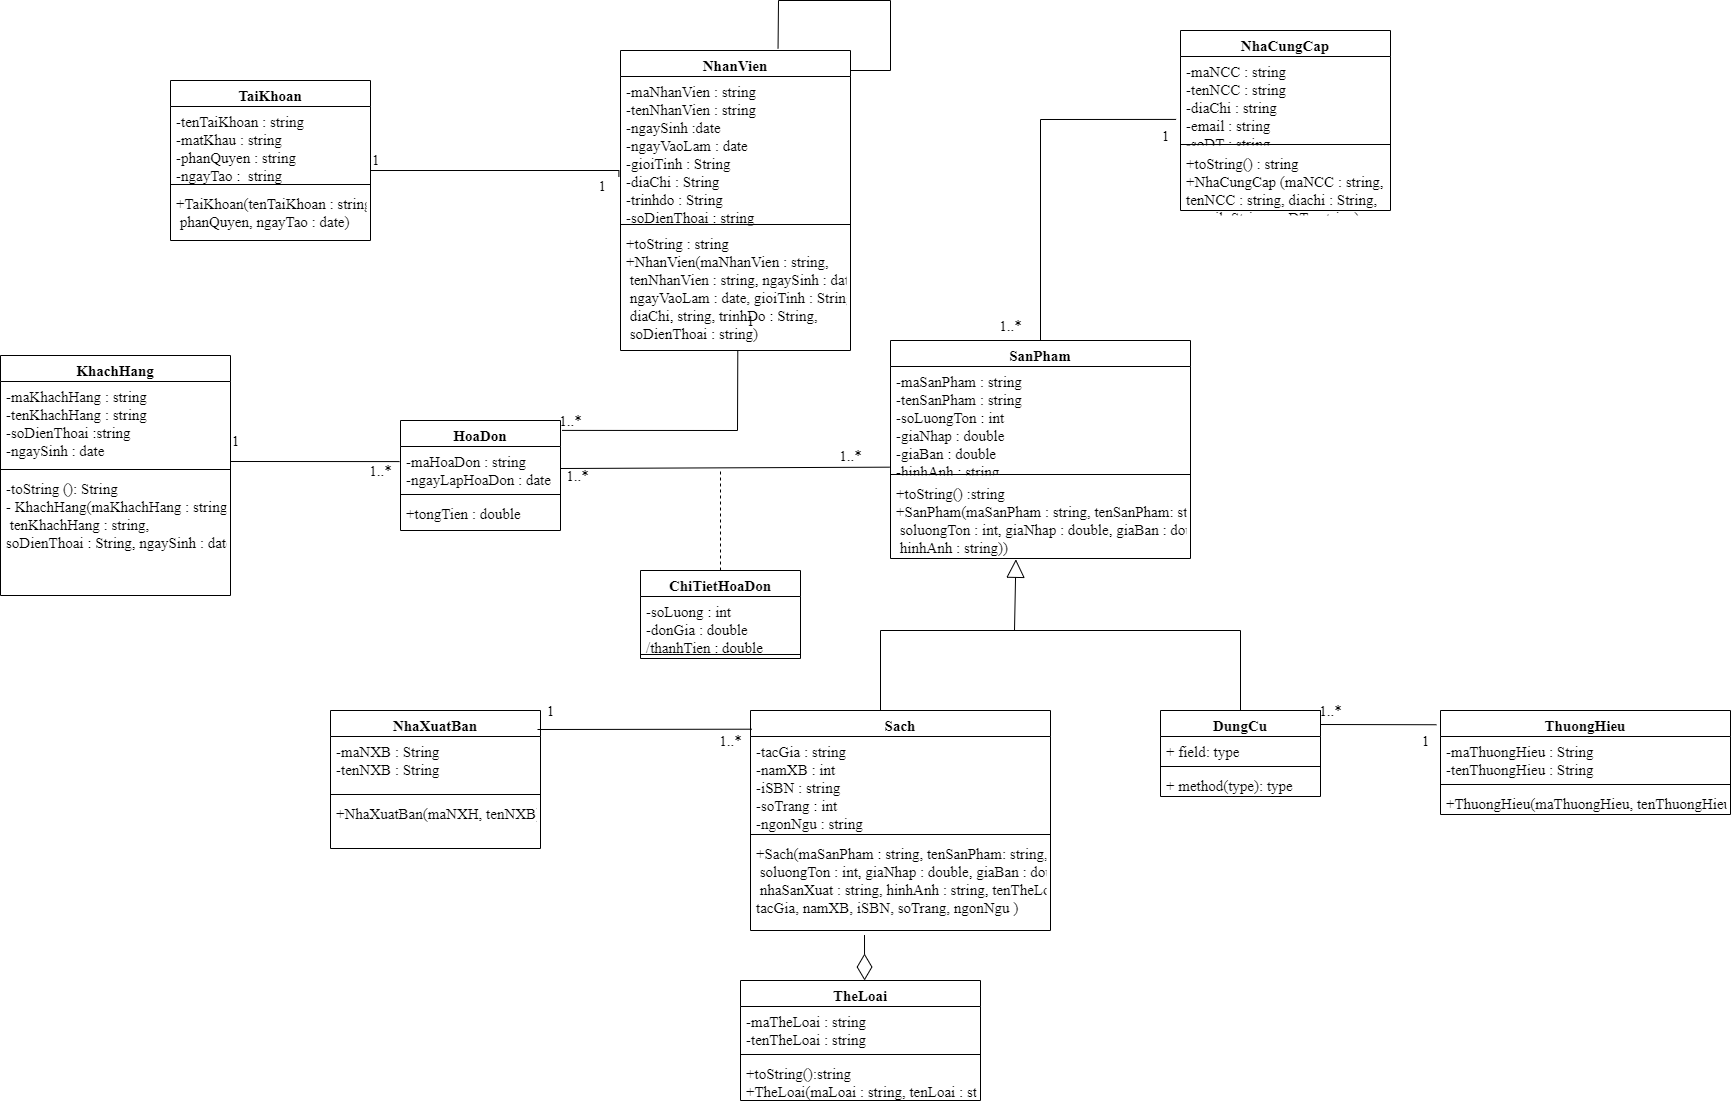 NhanVien
-maNhanVien : string
-tenNhanVien : string
-ngaySinh :date
-ngayVaoLam : date
-gioiTinh : String
-diaChi : String
-trinhdo : String
-soDienThoai : string
+toString : string
+NhanVien(maNhanVien : string,
tenNhanVien : string, ngaySinh : dat
ngayVaoLam : date, gioiTinh : Strin
diaChi, string, trinhDo : String,
soDienThoai : string)
1
NhaCungCap
-maNCC : string
-tenNCC : string
-diaChi : string
-email : string
-soDT : string
+toString() : string
+NhaCungCap (maNCC : string,
tenNCC : string, diachi : String,
1
1..*
TaiKhoan
-tenTaiKhoan : string
-matKhau : string
-phanQuyen : string
-ngayTao :  string
+TaiKhoan(tenTaiKhoan : string
phanQuyen, ngayTao : date)
1
1
KhachHang
-maKhachHang : string
-tenKhachHang : string
-soDienThoai :string
-ngaySinh : date
-toString (): String
- KhachHang(maKhachHang : string
tenKhachHang : string,
soDienThoai : String, ngaySinh : dat
1
1..*
HoaDon
-maHoaDon : string
-ngayLapHoaDon : date
+tongTien : double
1..*
1..*
1..*
SanPham
-maSanPham : string
-tenSanPham : string
-soLuongTon : int
-giaNhap : double
-giaBan : double
-hinhAnh : string
+toString() :string
+SanPham(maSanPham : string, tenSanPham: st
soluongTon : int, giaNhap : double, giaBan : dou
hinhAnh : string))
ChiTietHoaDon
-soLuong : int
-donGia : double
/thanhTien : double
NhaXuatBan
-maNXB : String
-tenNXB : String
+NhaXuatBan(maNXH, tenNXB
1
1..*
Sach
-tacGia : string
-namXB : int
-iSBN : string
-soTrang : int
-ngonNgu : string
+Sach(maSanPham : string, tenSanPham: string,
soluongTon : int, giaNhap : double, giaBan : dou
nhaSanXuat : string, hinhAnh : string, tenTheLo
tacGia, namXB, iSBN, soTrang, ngonNgu )
DungCu
+ field: type
+ method(type): type
1..*
1
ThuongHieu
-maThuongHieu : String
-tenThuongHieu : String
+ThuongHieu(maThuongHieu, tenThuongHieu
TheLoai
-maTheLoai : string
-tenTheLoai : string
+toString():string
+TheLoai(maLoai : string, tenLoai : st